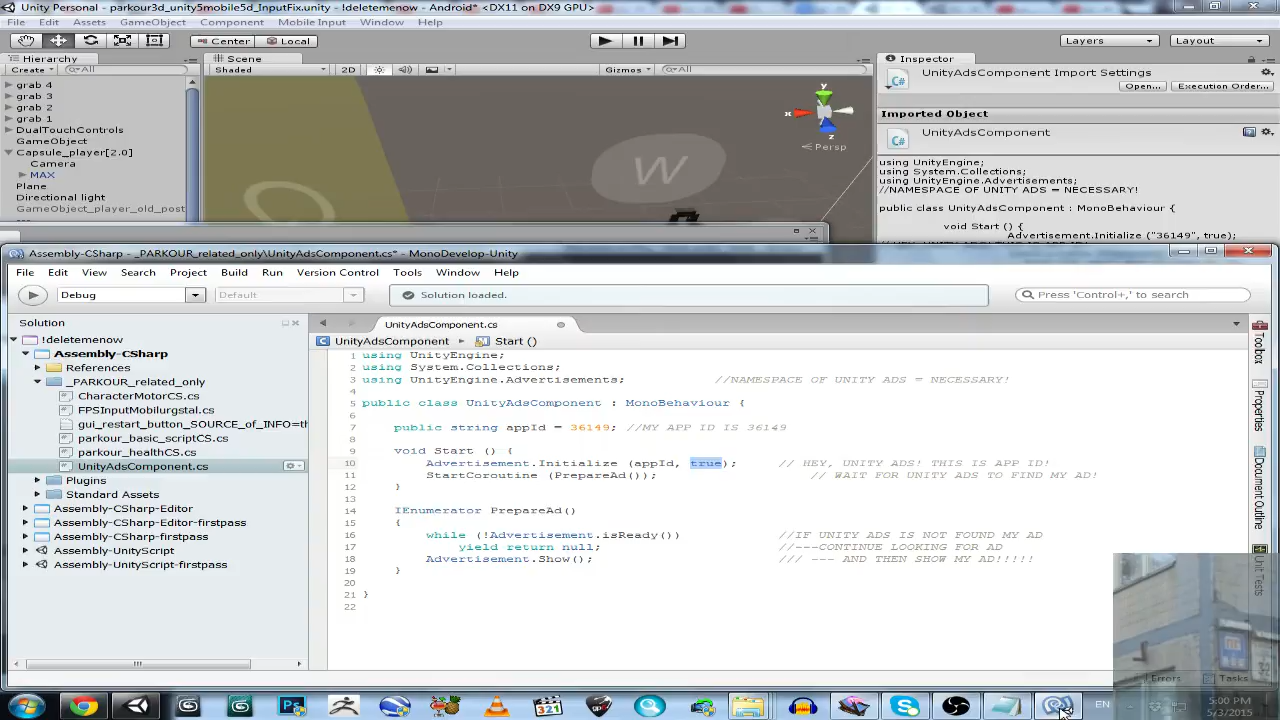 Unity Personal - parkour3d_unity5mobile5d_InputFix.unity - !deletemenow - Android* <DX11 on DX9 GPU>
File Edit Assets GameObject Component Mobile Input Window Help
Center Local Layers Layout
Hierarchy Scene Inspector
Create All Shaded 2D Gizmos All
UnityAdsComponent Import Settings
Open... Execution Order...
grab 4
grab 3
grab 2
grab 1
DualTouchControls
GameObject
Capsule_player[2.0]
Camera
MAX
Plane
Directional light
GameObject_player_old_post
y
x
z
Persp
W
Imported Object
UnityAdsComponent
using UnityEngine;
using System.Collections;
using UnityEngine.Advertisements;
//NAMESPACE OF UNITY ADS = NECESSARY!
public class UnityAdsComponent : MonoBehaviour {
void Start () {
Advertisement.Initialize ("36149", true);
Assembly-CSharp - _PARKOUR_related_only\UnityAdsComponent.cs* - MonoDevelop-Unity
File Edit View Search Project Build Run Version Control Tools Window Help
Debug Default Solution loaded. Press 'Control+,' to search
Solution
!deletemenow
Assembly-CSharp
References
_PARKOUR_related_only
CharacterMotorCS.cs
FPSInputMobilurgstal.cs
gui_restart_button_SOURCE_of_INFO=th
parkour_basic_scriptCS.cs
parkour_healthCS.cs
UnityAdsComponent.cs
Plugins
Standard Assets
Assembly-CSharp-Editor
Assembly-CSharp-Editor-firstpass
Assembly-CSharp-firstpass
Assembly-UnityScript
Assembly-UnityScript-firstpass
UnityAdsComponent.cs
UnityAdsComponent Start ()
1 using UnityEngine;
2 using System.Collections;
3 using UnityEngine.Advertisements; //NAMESPACE OF UNITY ADS = NECESSARY!
4
5 public class UnityAdsComponent : MonoBehaviour {
6
7 public string appId = 36149; //MY APP ID IS 36149
8
9 void Start () {
10 Advertisement.Initialize (appId, true); // HEY, UNITY ADS! THIS IS APP ID!
11 StartCoroutine (PrepareAd()); // WAIT FOR UNITY ADS TO FIND MY AD!
12 }
13
14 IEnumerator PrepareAd()
15 {
16 while (!Advertisement.isReady()) //IF UNITY ADS IS NOT FOUND MY AD
17 yield return null; //---CONTINUE LOOKING FOR AD
18 Advertisement.Show(); /// --- AND THEN SHOW MY AD!!!!!
19 }
20
21 }
22
Toolbox
Properties
Document Outline
Unit Tests
Errors Tasks
321
EN
5:00 PM
5/3/2015